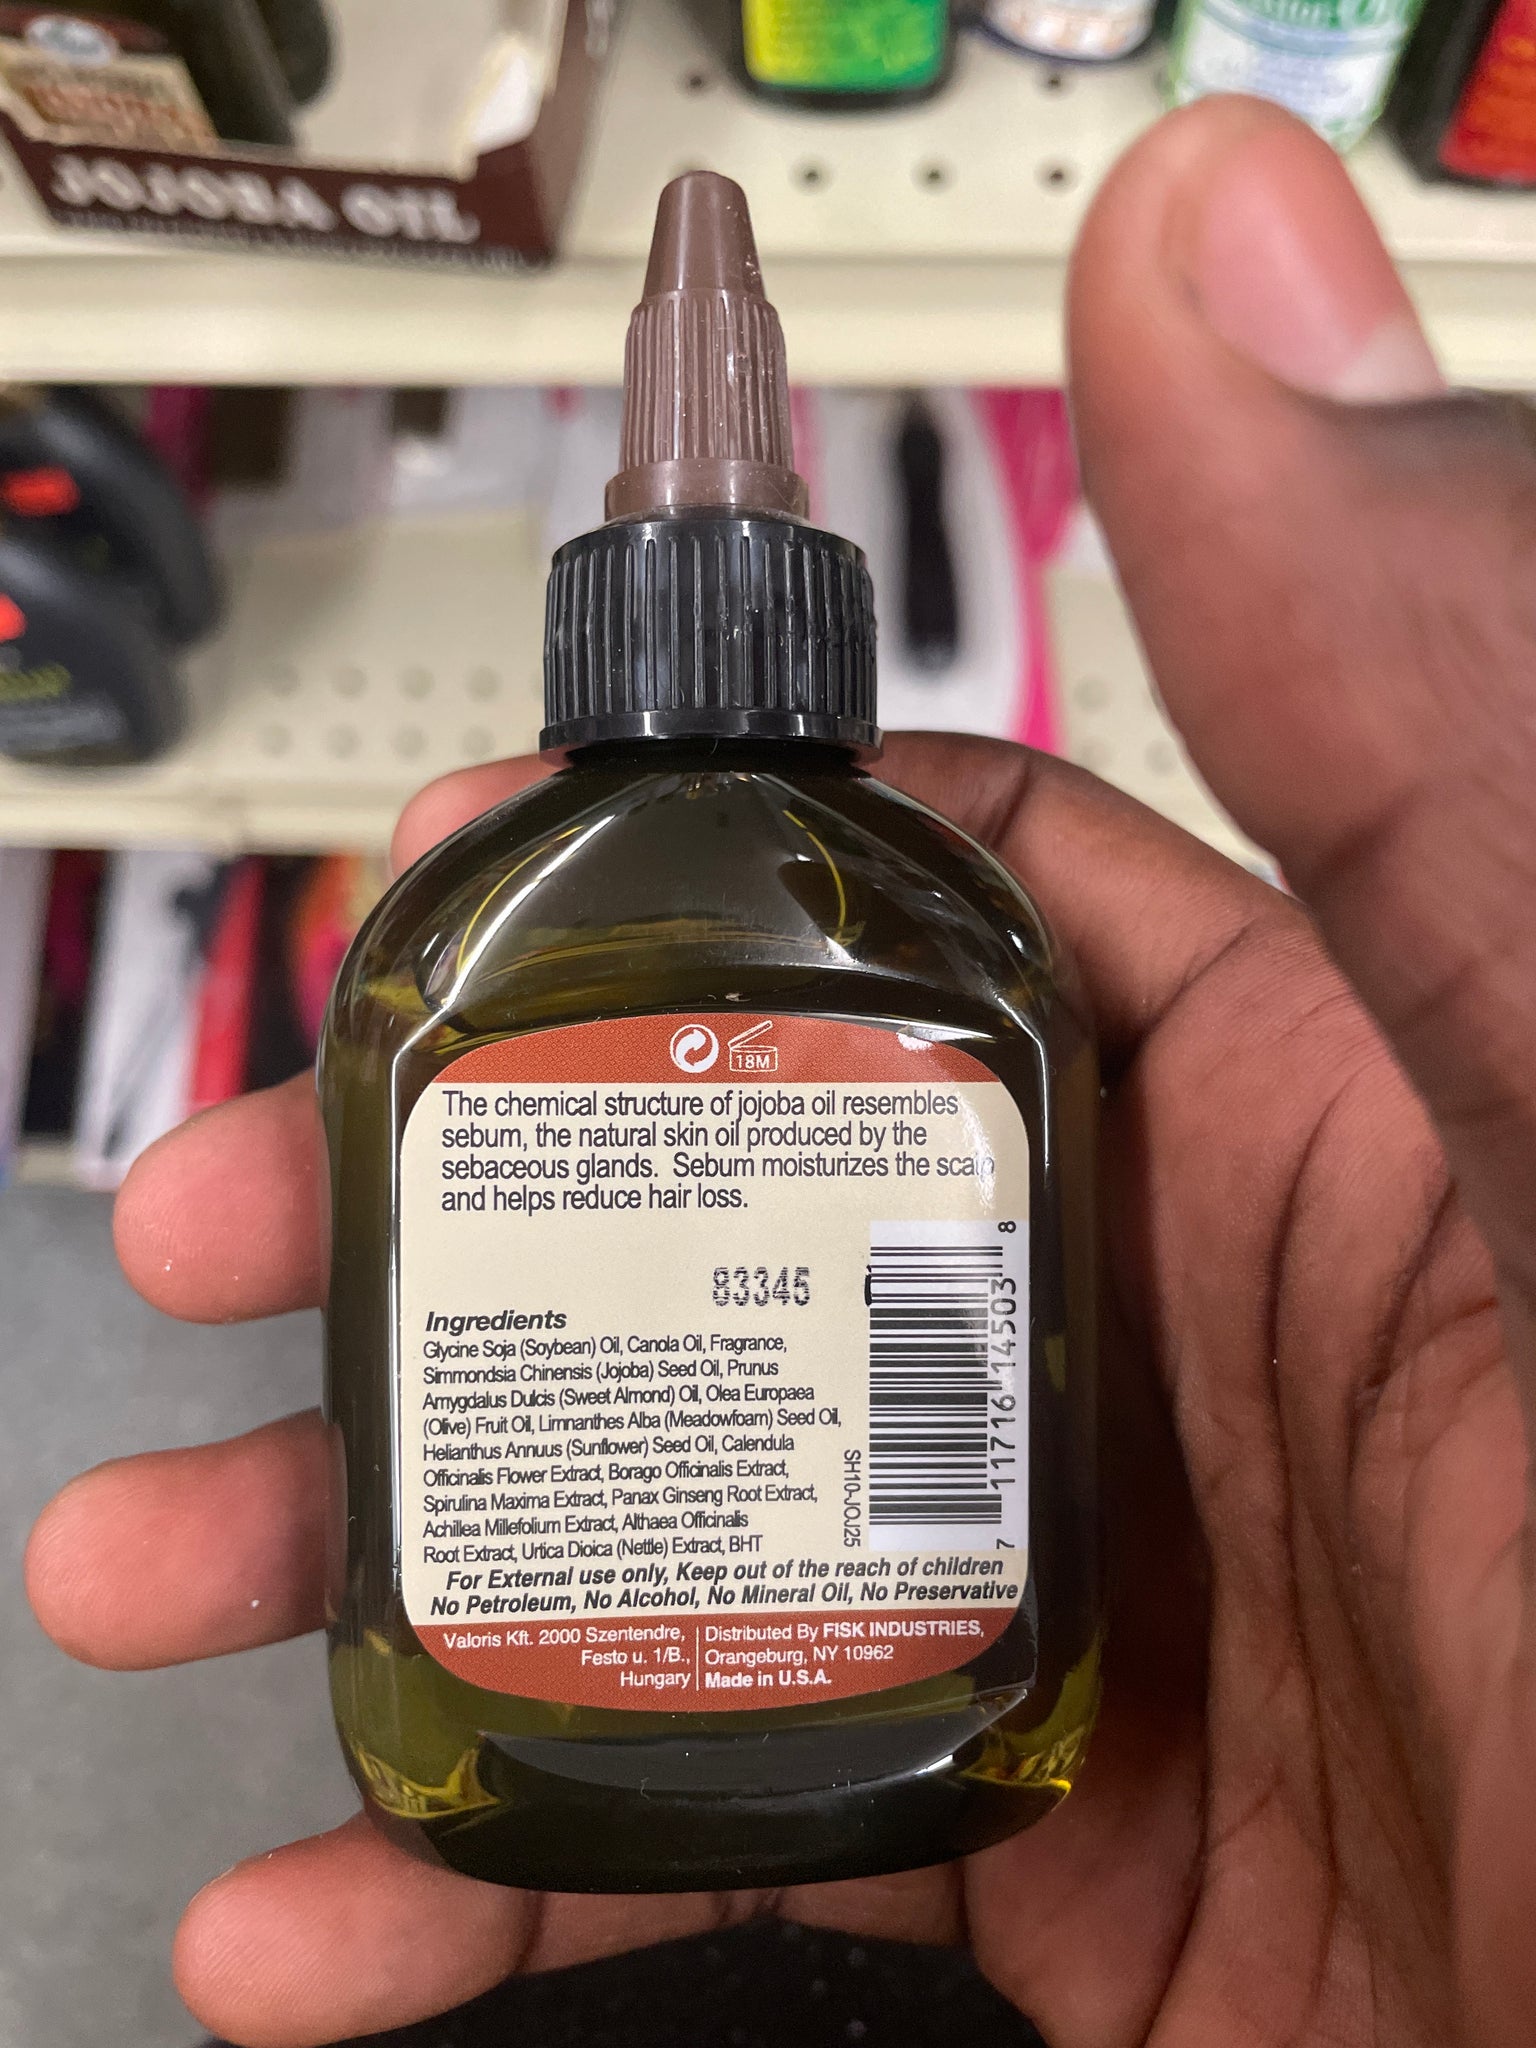 JOJOBA OIL
18M
The chemical structure of jojoba oil resembles
sebum, the natural skin oil produced by the
sebaceous glands. Sebum moisturizes the scalp
and helps reduce hair loss.
83345
Ingredients
Glycine Soja (Soybean) Oil, Canola Oil, Fragrance,
Simmondsia Chinensis (Jojoba) Seed Oil, Prunus
Amygdalus Dulcis (Sweet Almond) Oil, Olea Europaea
(Olive) Fruit Oil, Limnanthes Alba (Meadowfoam) Seed Oil,
Helianthus Annuus (Sunflower) Seed Oil, Calendula
Officinalis Flower Extract, Borago Officinalis Extract,
Spirulina Maxima Extract, Panax Ginseng Root Extract,
Achillea Millefolium Extract, Althaea Officinalis
Root Extract, Urtica Dioica (Nettle) Extract, BHT
SH10-JOJ25
7 11716 14503 8
For External use only, Keep out of the reach of children
No Petroleum, No Alcohol, No Mineral Oil, No Preservative
Valoris Kft. 2000 Szentendre,
Festo u. 1/B.,
Hungary
Distributed By FISK INDUSTRIES,
Orangeburg, NY 10962
Made in U.S.A.